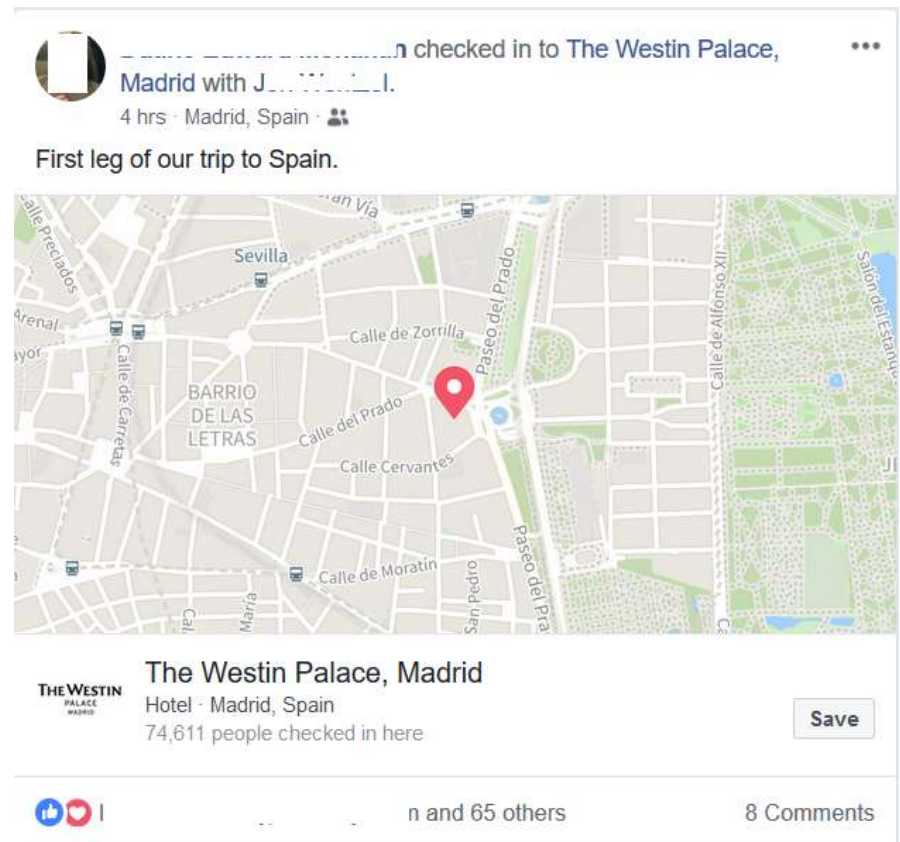 checked in to The Westin Palace,
Madrid with
4 hrs · Madrid, Spain ·
First leg of our trip to Spain.
Gran Vía
Calle Preciados
Sevilla
Paseo del Prado
Calle de Alfonso XII
Salón del Estanque
Arenal
Calle de Zorrilla
Calle de Carretas
BARRIO
DE LAS
LETRAS
Calle del Prado
Calle Cervantes
Paseo del Pra
Calle de Moratín
San Pedro
María
Cal
THE WESTIN
PALACE
MADRID
The Westin Palace, Madrid
Hotel · Madrid, Spain
74,611 people checked in here
Save
and 65 others
8 Comments